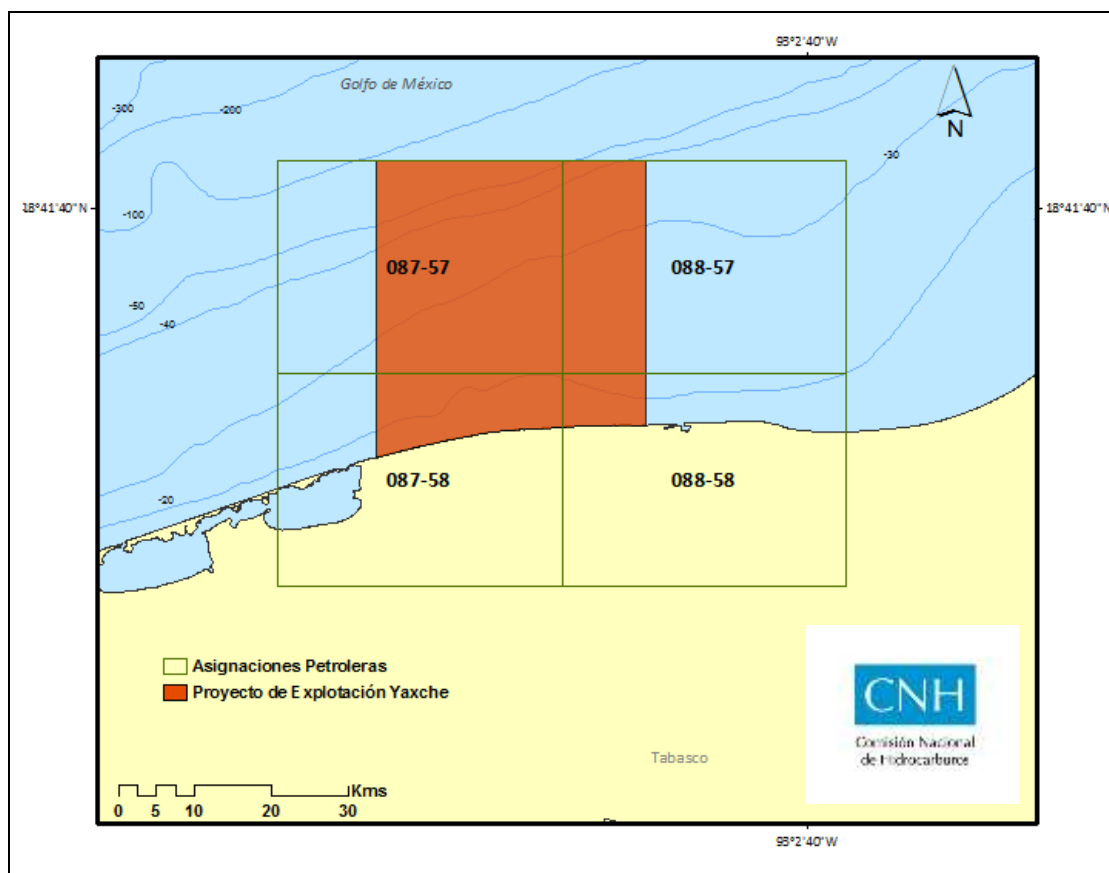 93°2'40"W
Golfo de México
-300
-200
N
-30
18°41'40"N
18°41'40"N
-100
087-57
088-57
-50
-40
087-58
088-58
-20
Asignaciones Petroleras
Proyecto de Explotación Yaxche
CNH
Comisión Nacional
de Hidrocarburos
Tabasco
Kms
0 5 10 20 30
93°2'40"W